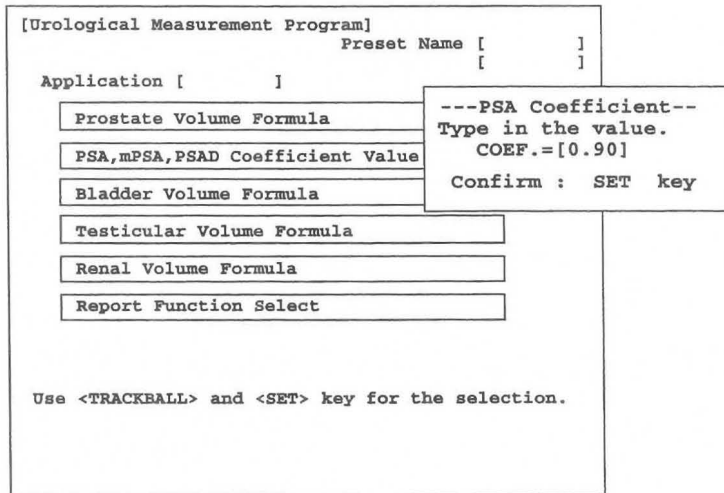 [Urological Measurement Program]
Preset Name [ ]
[ ]
Application [ ]
Prostate Volume Formula
PSA,mPSA,PSAD Coefficient Value
Bladder Volume Formula
Testicular Volume Formula
Renal Volume Formula
Report Function Select
---PSA Coefficient--
Type in the value.
COEF.=[0.90]
Confirm : SET key
Use <TRACKBALL> and <SET> key for the selection.